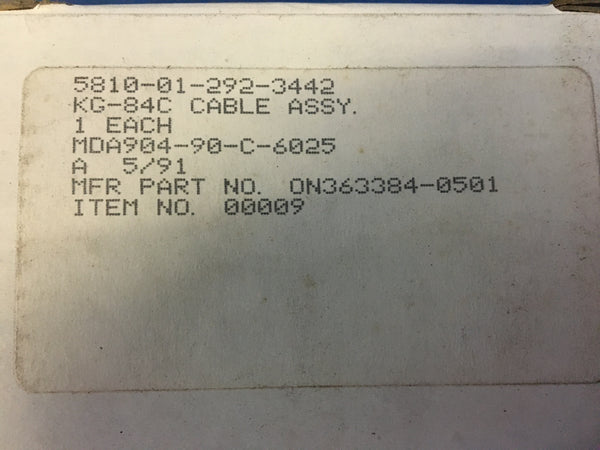 5810-01-292-3442
KG-84C CABLE ASSY.
1 EACH
MDA904-90-C-6025
A  5/91
MFR PART NO.  ON363384-0501
ITEM NO.  00009